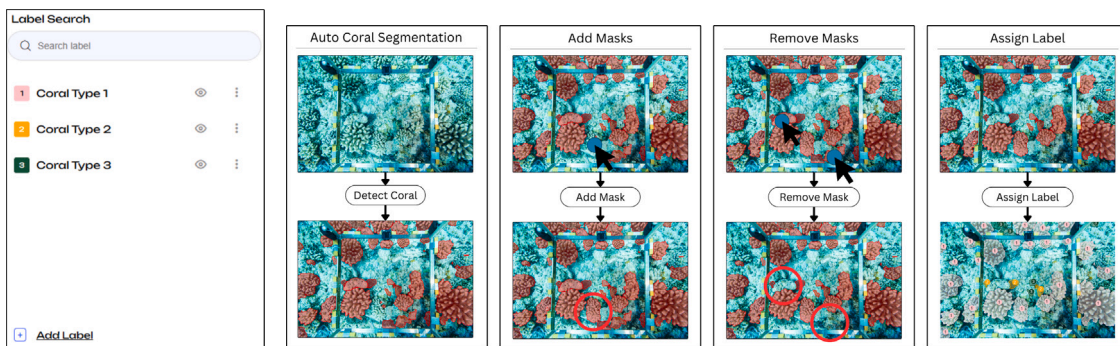 Label Search
Search label
1 Coral Type 1
2 Coral Type 2
3 Coral Type 3
+ Add Label
Auto Coral Segmentation
Detect Coral
Add Masks
Add Mask
Remove Masks
Remove Mask
Assign Label
Assign Label